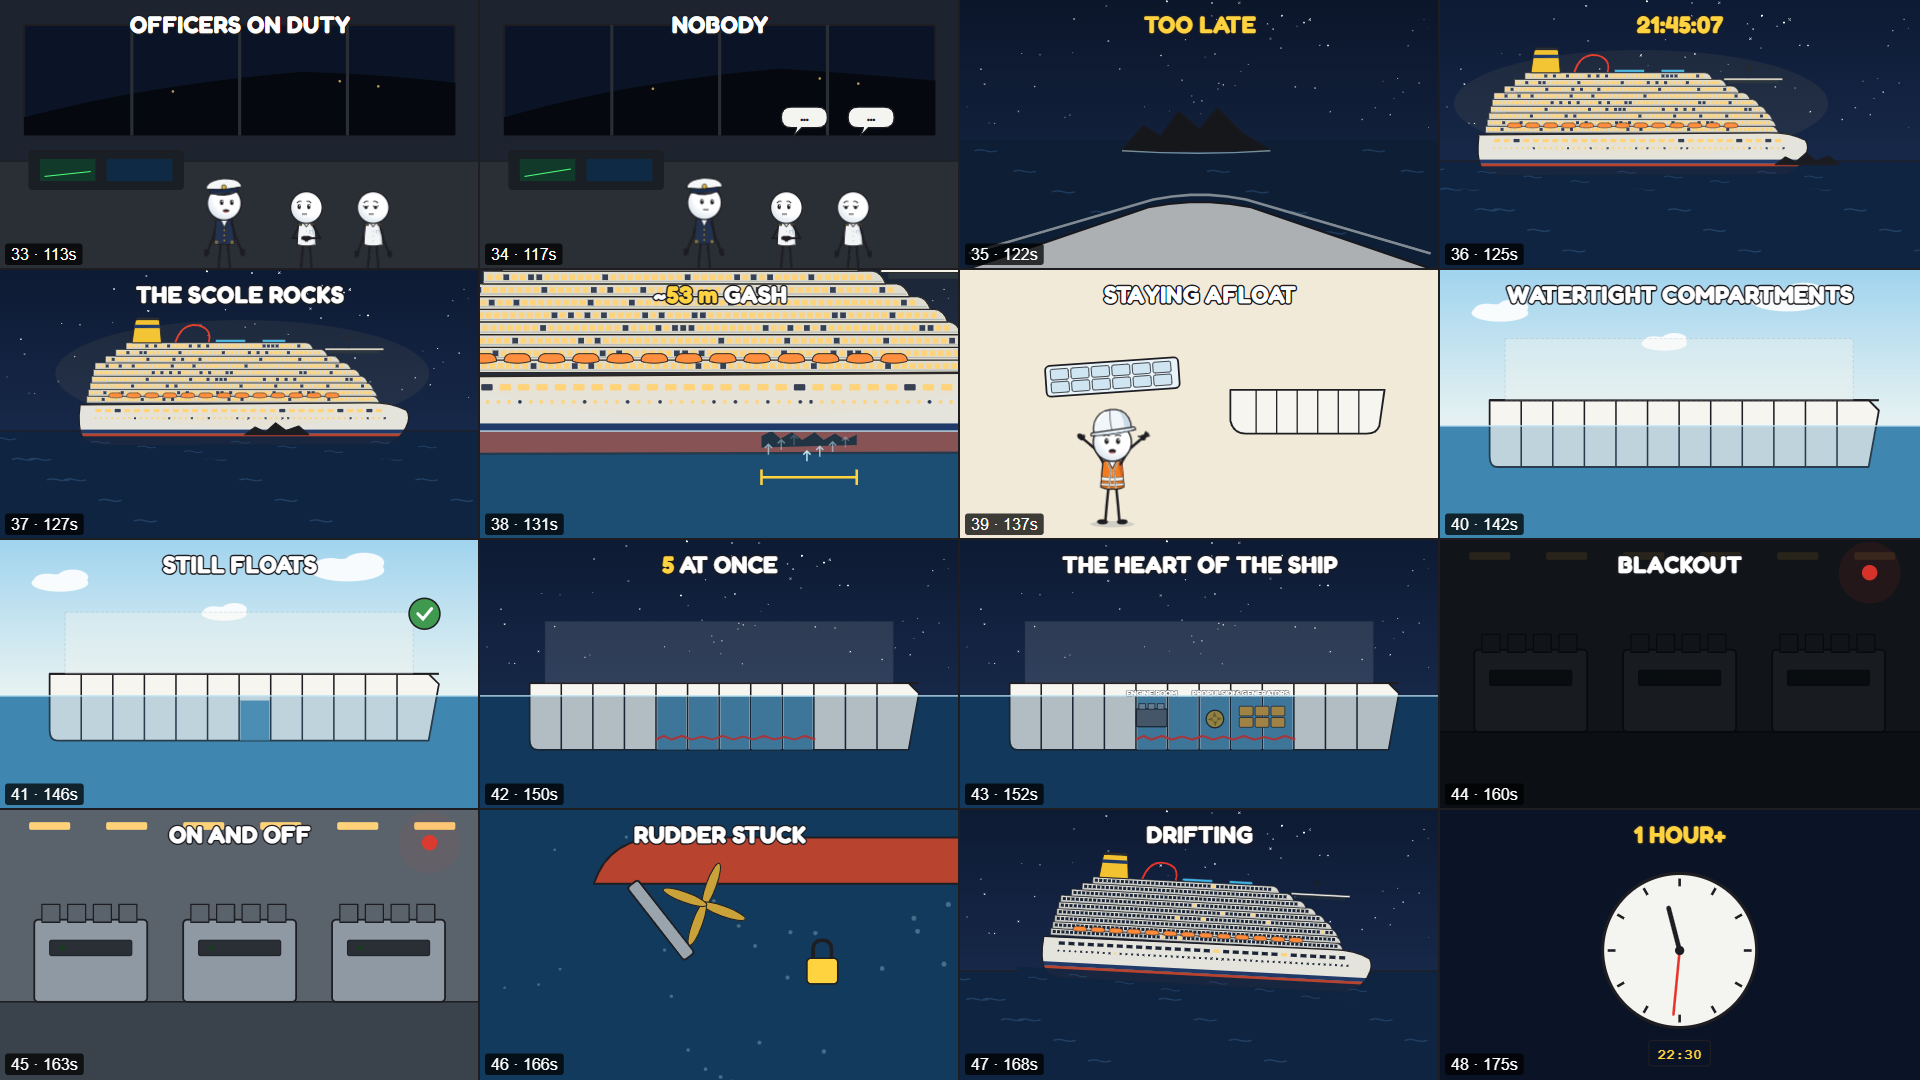 OFFICERS ON DUTY
33 · 113s
NOBODY
...
...
34 · 117s
TOO LATE
35 · 122s
21:45:07
36 · 125s
THE SCOLE ROCKS
37 · 127s
~53 m GASH
38 · 131s
STAYING AFLOAT
39 · 137s
WATERTIGHT COMPARTMENTS
40 · 142s
STILL FLOATS
41 · 146s
5 AT ONCE
42 · 150s
THE HEART OF THE SHIP
ENGINE ROOM
43 · 152s
BLACKOUT
44 · 160s
ON AND OFF
45 · 163s
RUDDER STUCK
46 · 166s
DRIFTING
47 · 168s
1 HOUR+
22:30
48 · 175s